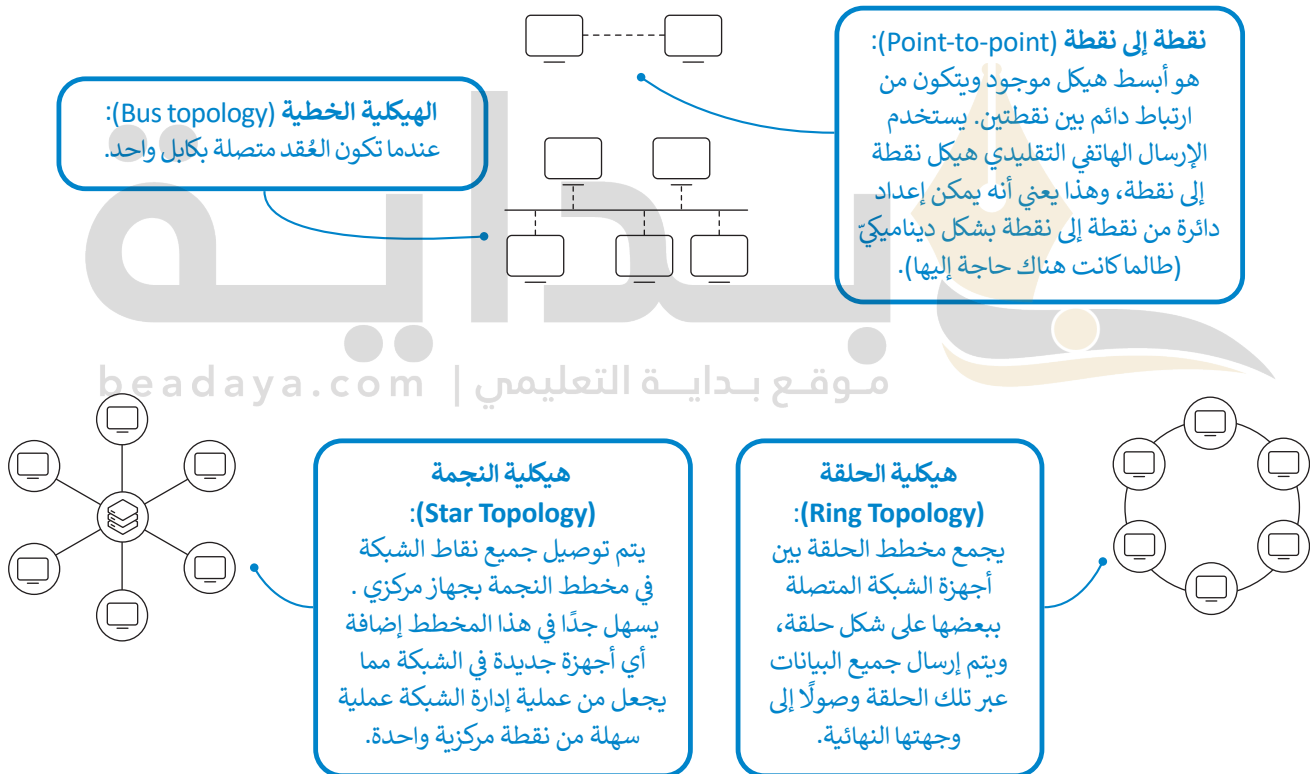 نقطة إلى نقطة (Point-to-point):
هو أبسط هيكل موجود ويتكون من
ارتباط دائم بين نقطتين. يستخدم
الإرسال الهاتفي التقليدي هيكل نقطة
إلى نقطة، وهذا يعني أنه يمكن إعداد
دائرة من نقطة إلى نقطة بشكل ديناميكيّ
(طالما كانت هناك حاجة إليها).
الهيكلية الخطية (Bus topology):
عندما تكون العُقد متصلة بكابل واحد.
بداية
موقع بداية التعليمي | beadaya.com
هيكلية الحلقة
(Ring Topology):
يجمع مخطط الحلقة بين
أجهزة الشبكة المتصلة
ببعضها على شكل حلقة،
ويتم إرسال جميع البيانات
عبر تلك الحلقة وصولًا إلى
وجهتها النهائية.
هيكلية النجمة
(Star Topology):
يتم توصيل جميع نقاط الشبكة
في مخطط النجمة بجهاز مركزي .
يسهل جدًا في هذا المخطط إضافة
أي أجهزة جديدة في الشبكة مما
يجعل من عملية إدارة الشبكة عملية
سهلة من نقطة مركزية واحدة.